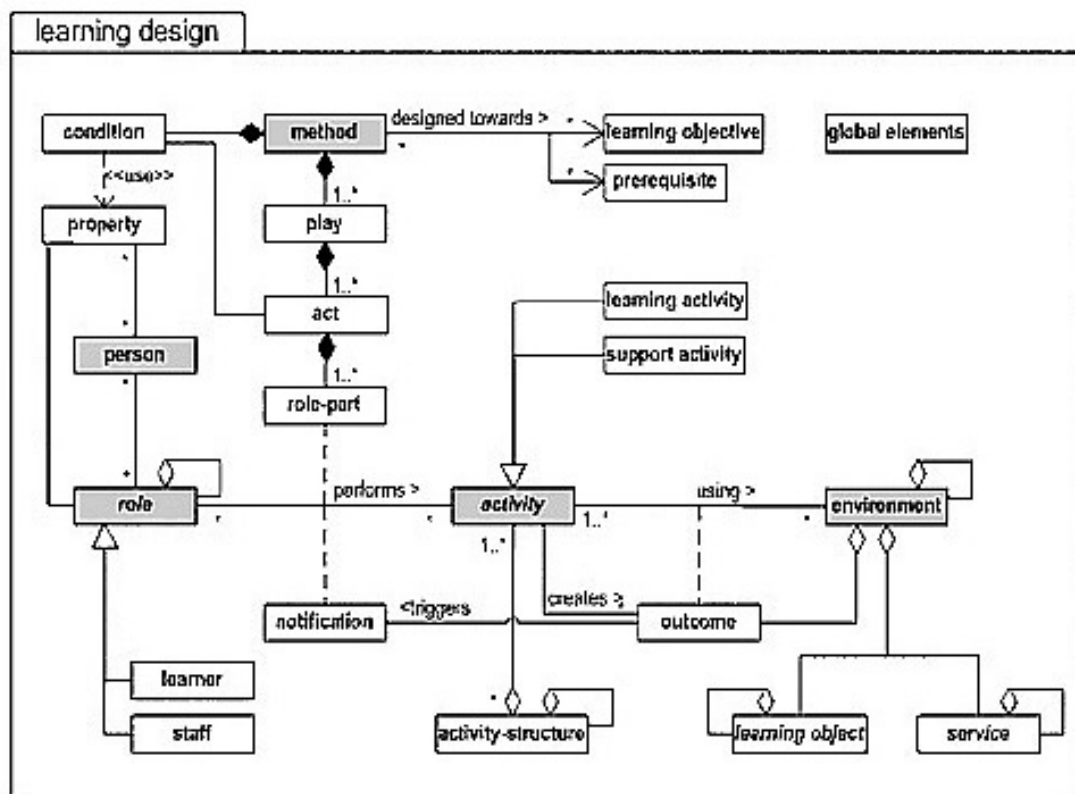 learning design
condition
method
designed towards >
*
*
learning objective
global elements
<<use>>
*
prerequisite
1..*
property
play
*
1..*
learning activity
act
*
support activity
person
1..*
*
role-part
*
role
performs >
activity
using >
environment
*
*
1..*
*
1..*
creates >
notification
<triggers
outcome
learner
*
staff
activity-structure
learning object
service